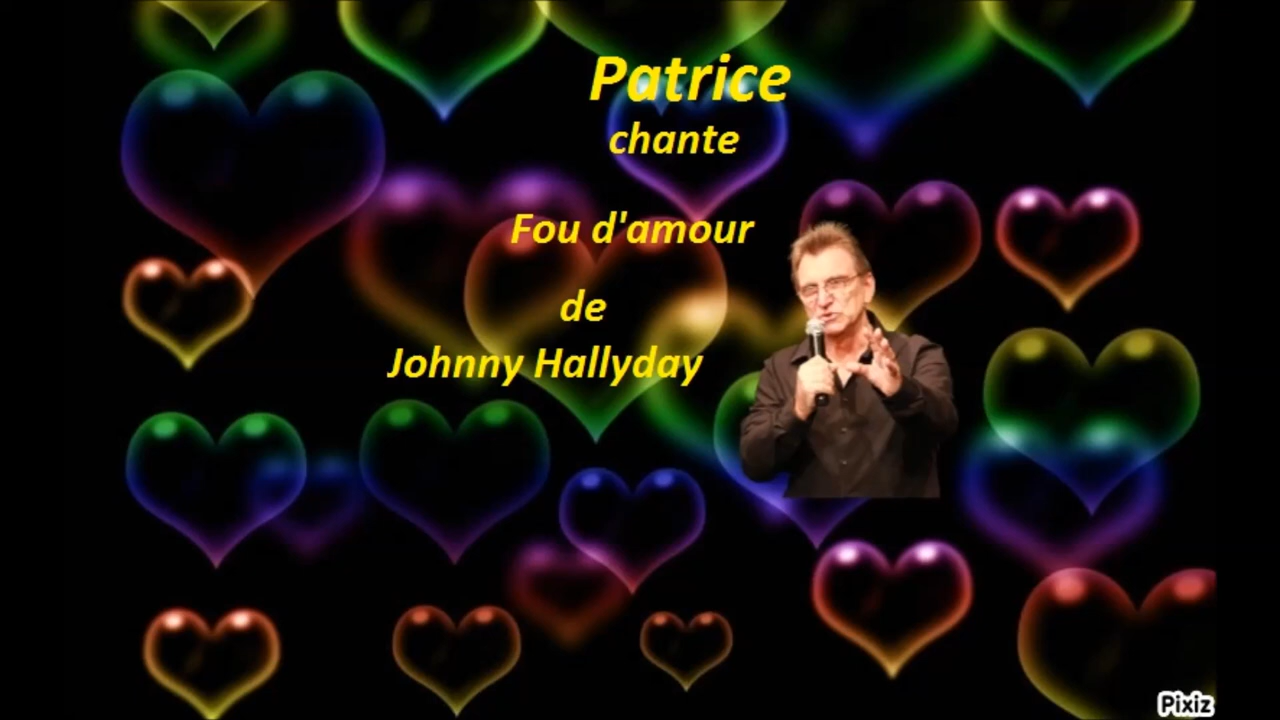 Patrice
chante
Fou d'amour
de
Johnny Hallyday
Pixiz